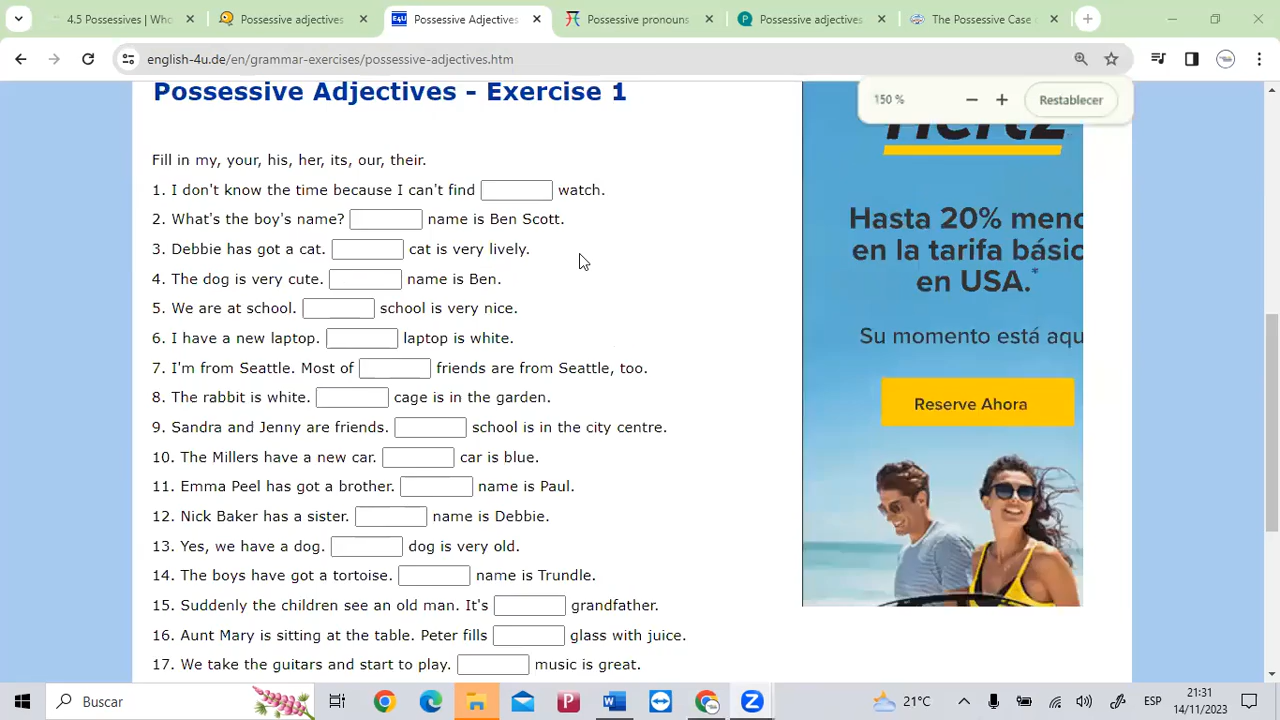 4.5 Possessives | Who
Possessive adjectives
E4U Possessive Adjectives
Possessive pronouns
Possessive adjectives
The Possessive Case
english-4u.de/en/grammar-exercises/possessive-adjectives.htm
150 %
Restablecer
Possessive Adjectives - Exercise 1
Fill in my, your, his, her, its, our, their.
1. I don't know the time because I can't find watch.
2. What's the boy's name? name is Ben Scott.
3. Debbie has got a cat. cat is very lively.
4. The dog is very cute. name is Ben.
5. We are at school. school is very nice.
6. I have a new laptop. laptop is white.
7. I'm from Seattle. Most of friends are from Seattle, too.
8. The rabbit is white. cage is in the garden.
9. Sandra and Jenny are friends. school is in the city centre.
10. The Millers have a new car. car is blue.
11. Emma Peel has got a brother. name is Paul.
12. Nick Baker has a sister. name is Debbie.
13. Yes, we have a dog. dog is very old.
14. The boys have got a tortoise. name is Trundle.
15. Suddenly the children see an old man. It's grandfather.
16. Aunt Mary is sitting at the table. Peter fills glass with juice.
17. We take the guitars and start to play. music is great.
Hertz
Hasta 20% meno
en la tarifa básic
en USA.*
Su momento está aqu
Reserve Ahora
Buscar
21°C
ESP
21:31
14/11/2023